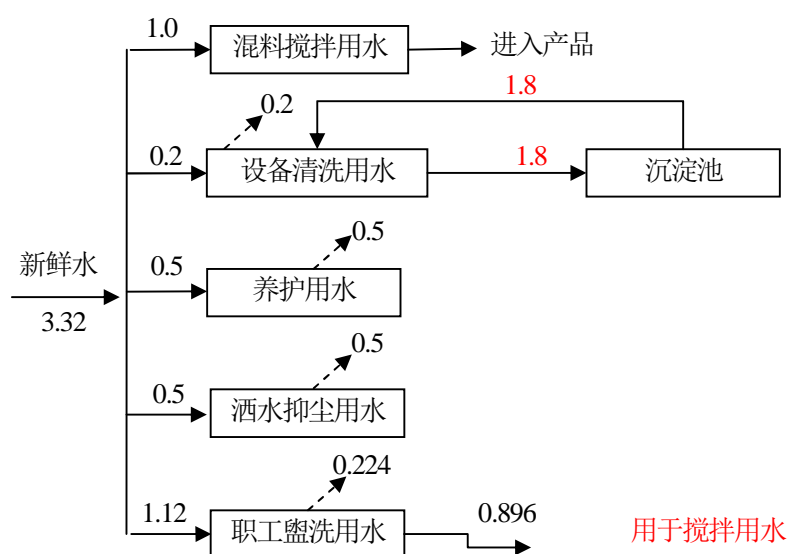 1.0
混料搅拌用水
进入产品
0.2
1.8
0.2
设备清洗用水
1.8
沉淀池
新鲜水
3.32
0.5
0.5
养护用水
0.5
0.5
洒水抑尘用水
0.224
1.12
职工盥洗用水
0.896
用于搅拌用水